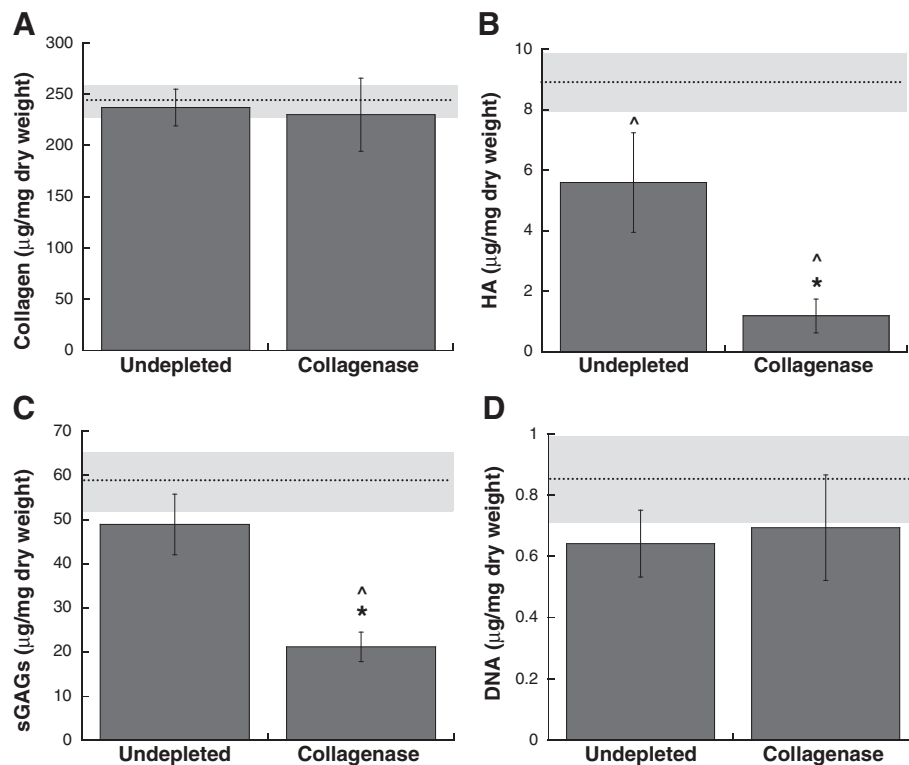 A
Collagen (μg/mg dry weight)
300
250
200
150
100
50
0
Undepleted Collagenase
B
HA (μg/mg dry weight)
10
8
6
4
2
0
^
^
*
Undepleted Collagenase
C
sGAGs (μg/mg dry weight)
70
60
50
40
30
20
10
0
^
*
Undepleted Collagenase
D
DNA (μg/mg dry weight)
1
0.8
0.6
0.4
0.2
0
Undepleted Collagenase